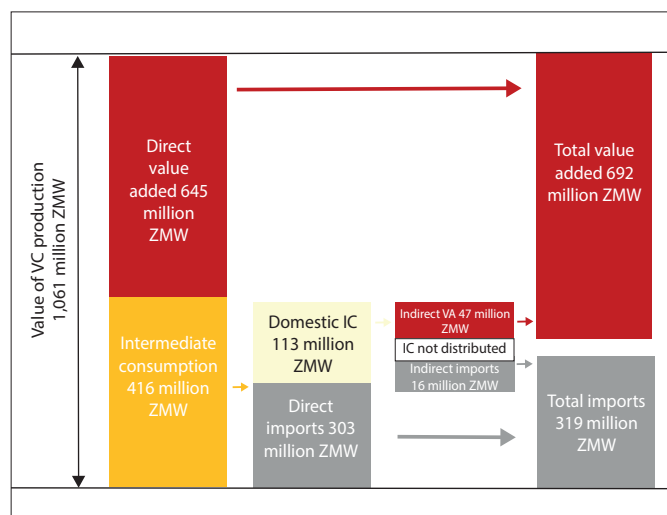 Value of VC production
1,061 million ZMW
Direct
value
added 645
million
ZMW
Intermediate
consumption
416 million
ZMW
Domestic IC
113 million
ZMW
Direct
imports 303
million ZMW
Indirect VA 47 million
ZMW
IC not distributed
Indirect imports
16 million ZMW
Total value
added 692
million ZMW
Total imports
319 million
ZMW